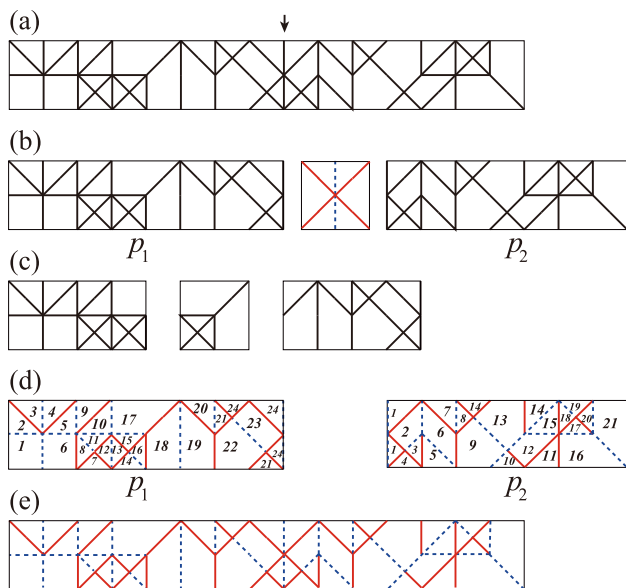 (a)
(b)
p1 p2
(c)
(d)
3 4 9 17 20 24 23
2 5 10 21
1 6 11 8 12 13 15 16 18 19 22 24
7 14 21
1 7 14 13 14 19 18 20 21
2 6 8 15 17
1 3 4 5 9 10 12 11 16
p1 p2
(e)